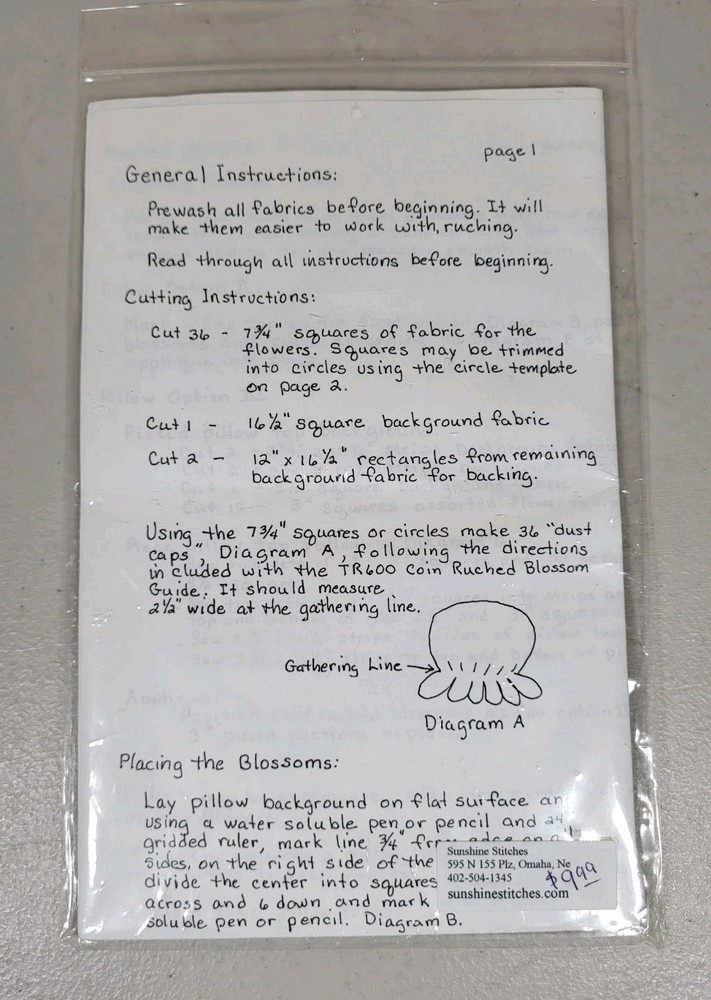 page 1
General Instructions:
Prewash all fabrics before beginning. It will
make them easier to work with, ruching.
Read through all instructions before beginning.
Cutting Instructions:
Cut 36 - 7¾" squares of fabric for the
flowers. Squares may be trimmed
into circles using the circle template
on page 2.
Cut 1 - 16½" square background fabric
Cut 2 - 12" x 16½" rectangles from remaining
background fabric for backing.
Using the 7¾" squares or circles make 36 "dust
caps", Diagram A, following the directions
included with the TR600 Coin Ruched Blossom
Guide. It should measure
2½" wide at the gathering line.
Gathering Line
Diagram A
Placing the Blossoms:
Lay pillow background on flat surface an
using a water soluble pen or pencil and 24
gridded ruler, mark line ¾" from edge on all
sides, on the right side of the
divide the center into squares
across and 6 down and mark
soluble pen or pencil. Diagram B.
Sunshine Stitches
595 N 155 Plz, Omaha, Ne
402-504-1345
sunshinestitches.com
$9.99